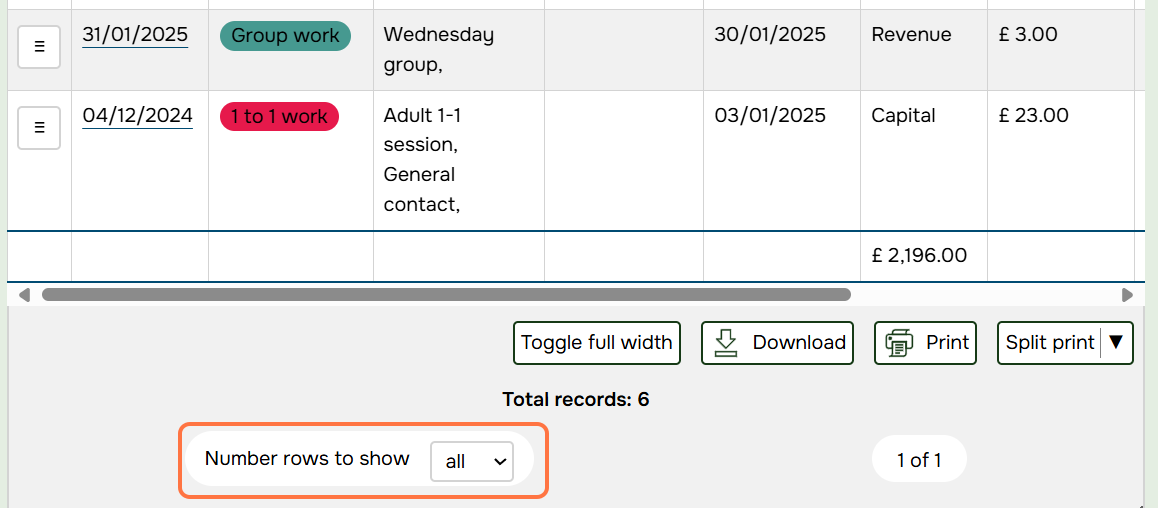 31/01/2025 Group work Wednesday 30/01/2025 Revenue £ 3.00
group,
04/12/2024 1 to 1 work Adult 1-1 03/01/2025 Capital £ 23.00
session,
General
contact,
£ 2,196.00
Toggle full width Download Print Split print ▼
Total records: 6
Number rows to show all 1 of 1